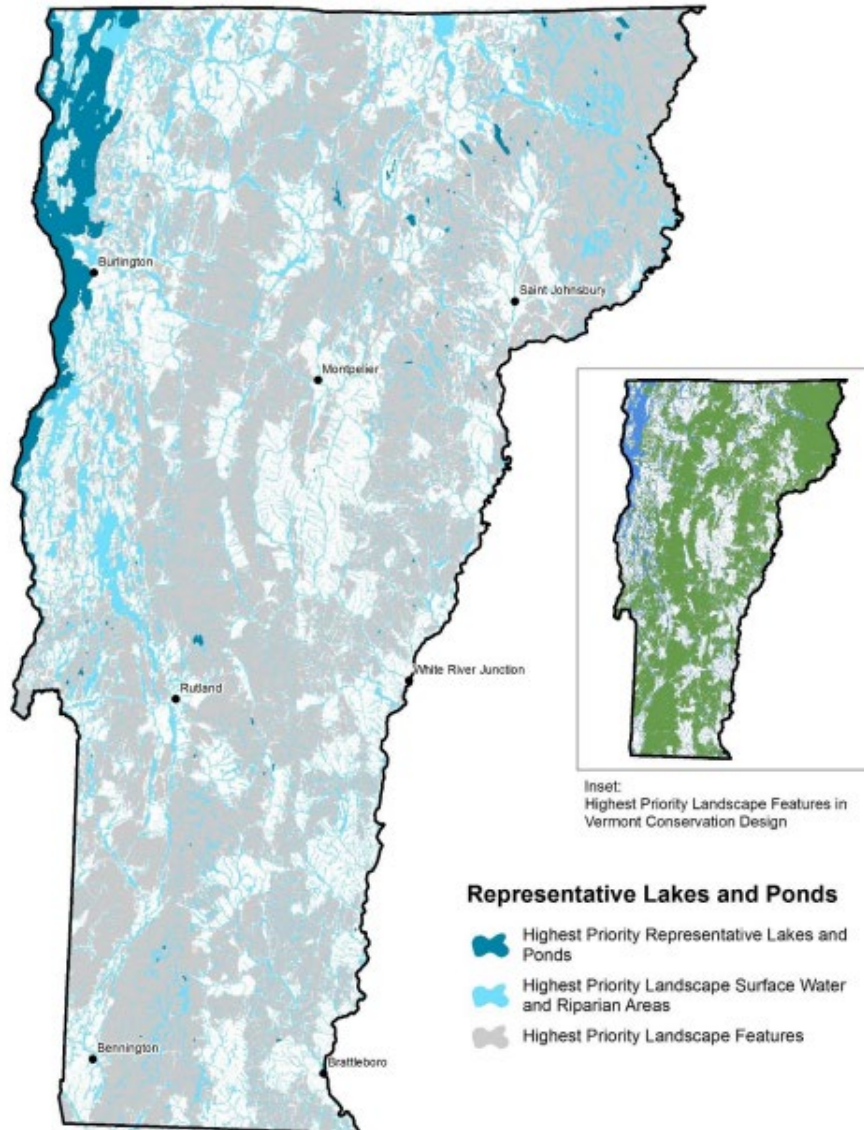 Burlington
Saint Johnsbury
Montpelier
White River Junction
Rutland
Inset:
Highest Priority Landscape Features in
Vermont Conservation Design
Representative Lakes and Ponds
Highest Priority Representative Lakes and
Ponds
Highest Priority Landscape Surface Water
and Riparian Areas
Highest Priority Landscape Features
Bennington
Brattleboro